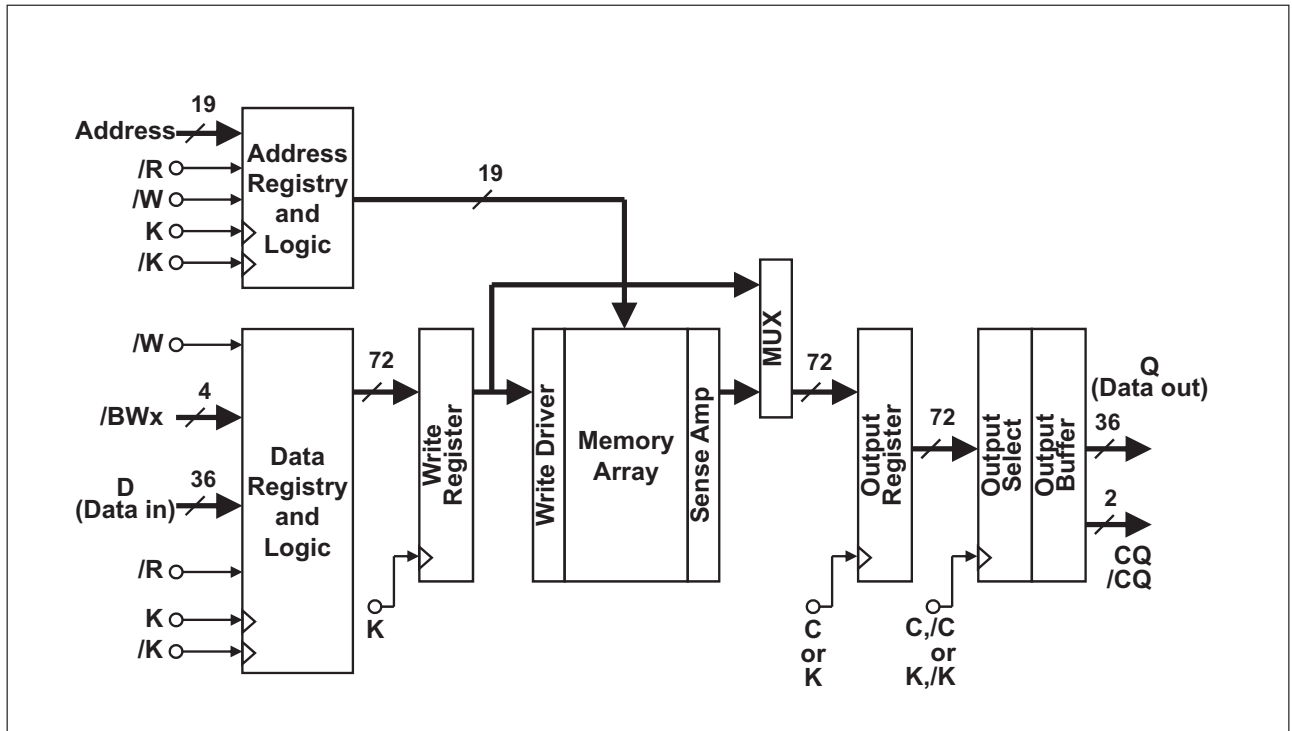 19
Address
/R
/W
K
/K
Address
Registry
and
Logic
19
/W
4
/BWx
36
D
(Data in)
/R
K
/K
Data
Registry
and
Logic
72
Write
Register
K
Write Driver
Memory
Array
Sense Amp
MUX
72
Output
Register
C
or
K
72
Output
Select
Output
Buffer
C,/C
or
K,/K
Q
(Data out)
36
2
CQ
/CQ